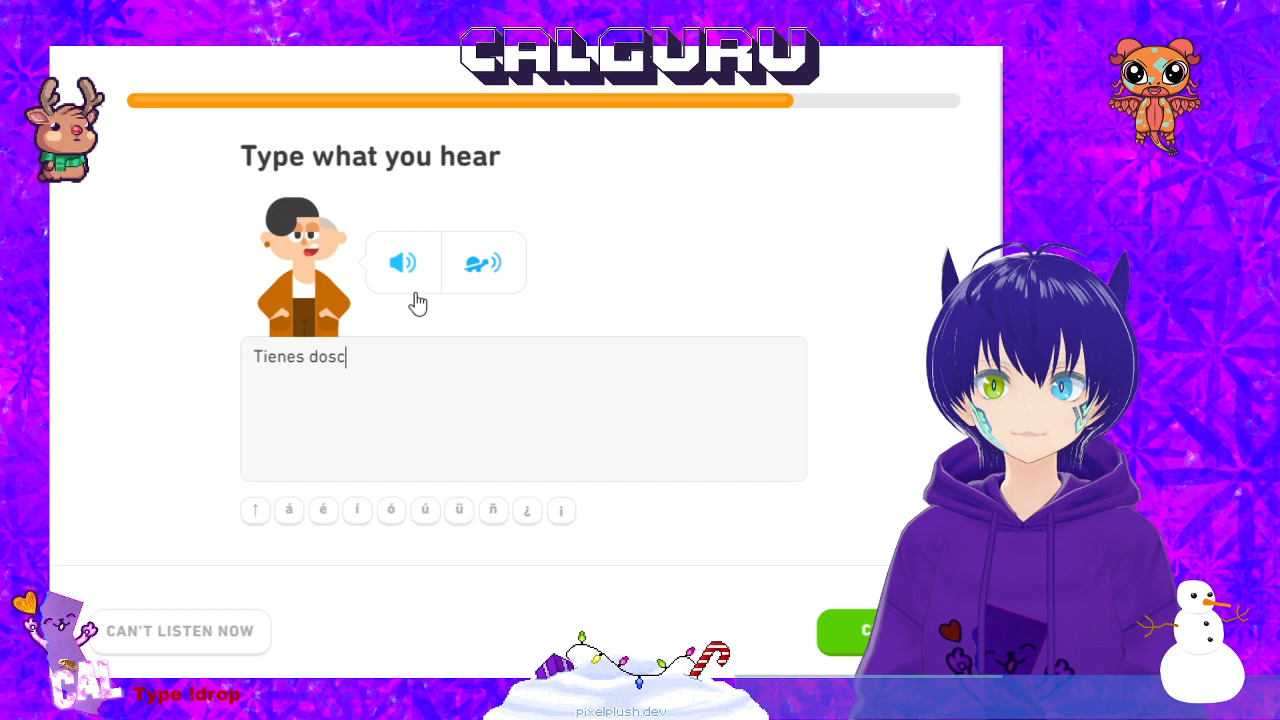 CALGURU
Type what you hear
Tienes dosc
↑ á é í ó ú ü ñ ¿ ¡
CAN'T LISTEN NOW
C
CAL
Type !drop
pixelplush.dev